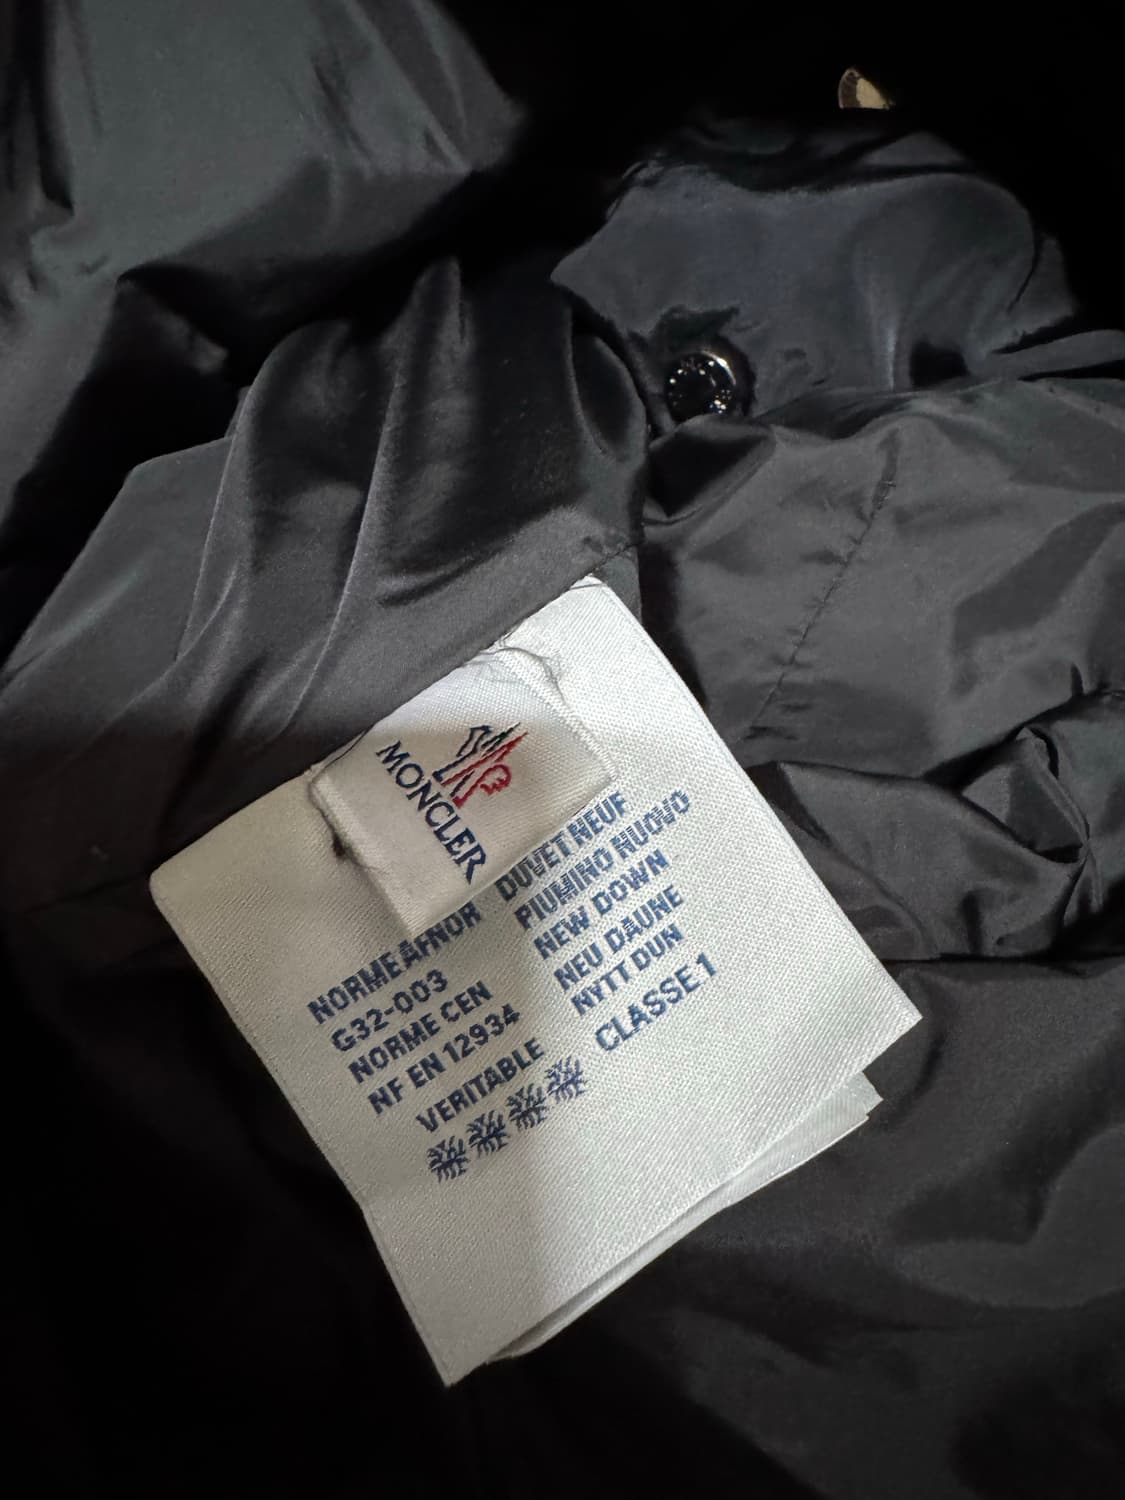 MONCLER
DUVET NEUF
PIUMINO NUOVO
NEW DOWN
NEU DAUNE
NYTT DUN
NORME AFNOR
G32-003
NORME CEN
NF EN 12934
VERITABLE
CLASSE 1